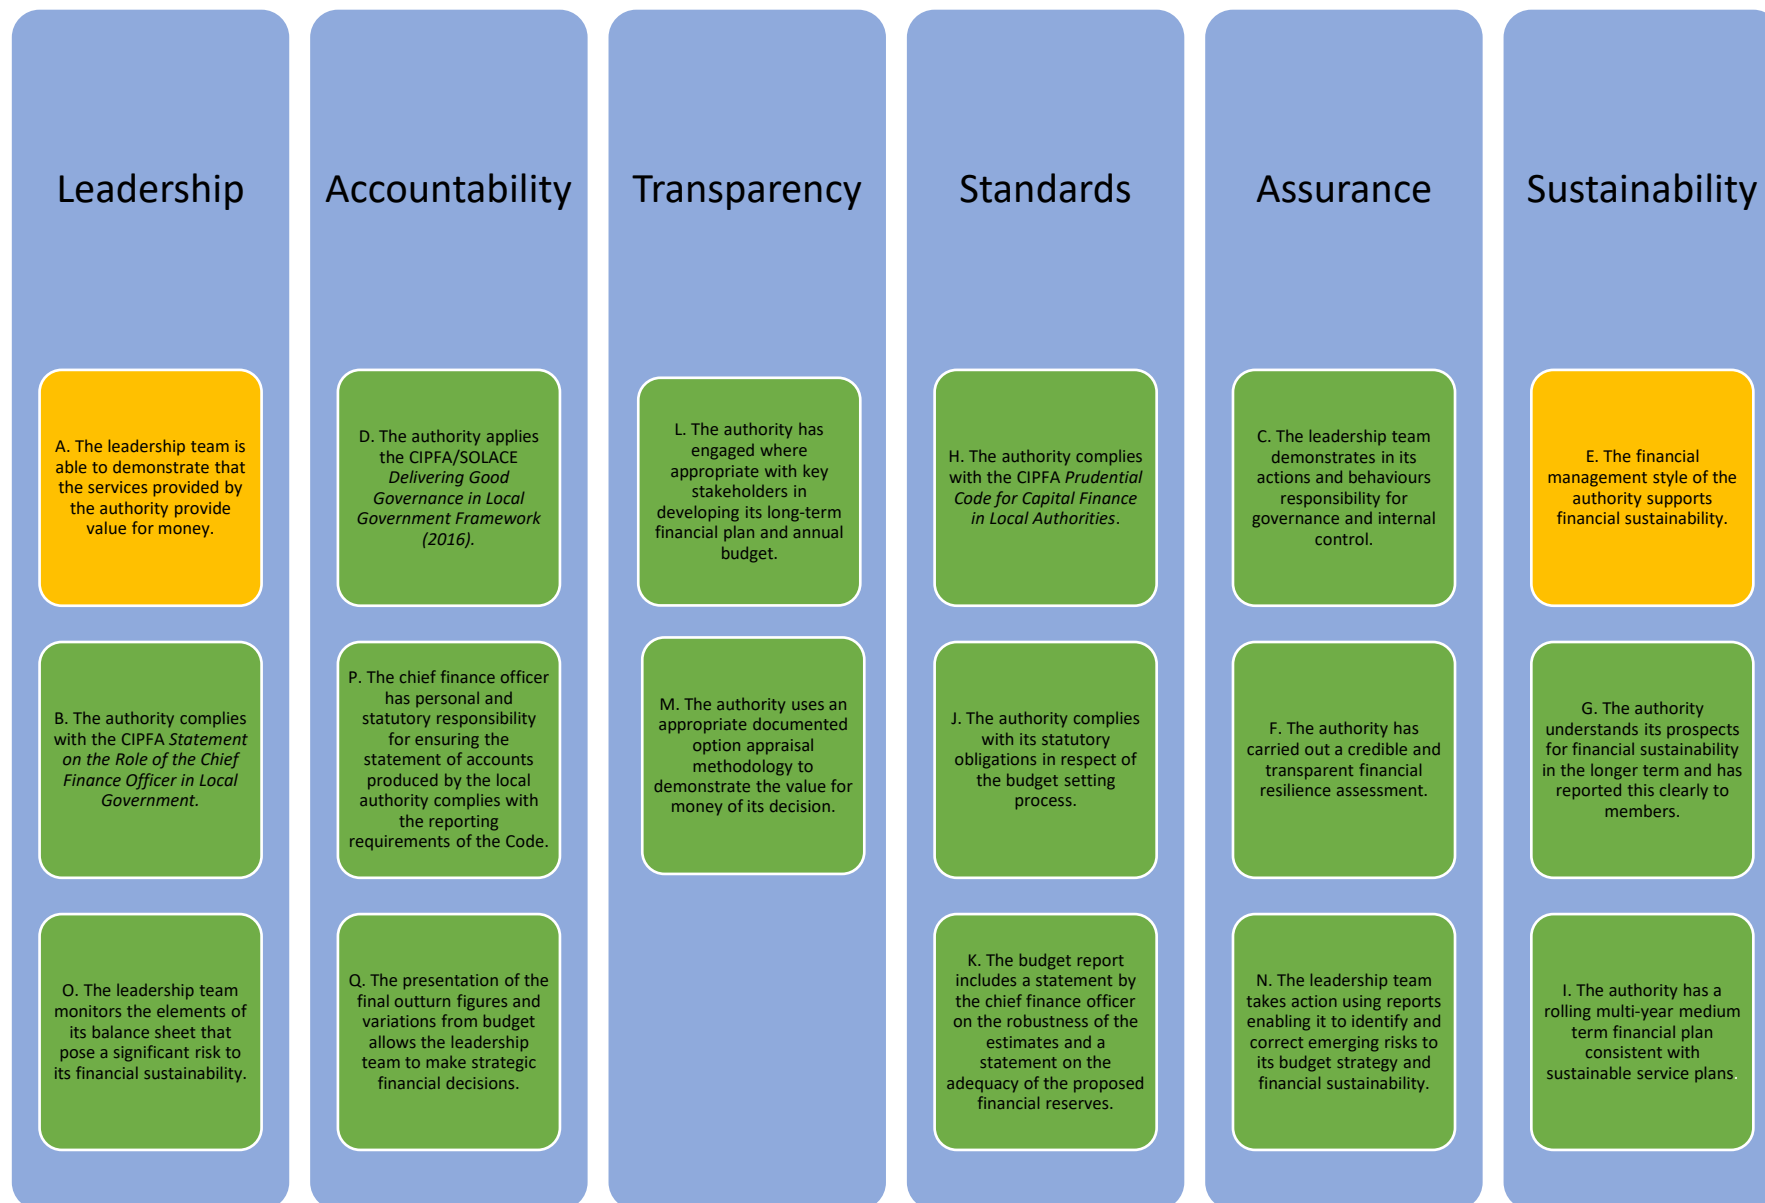 Leadership
A. The leadership team is
able to demonstrate that
the services provided by
the authority provide
value for money.
B. The authority complies
with the CIPFA Statement
on the Role of the Chief
Finance Officer in Local
Government.
O. The leadership team
monitors the elements of
its balance sheet that
pose a significant risk to
its financial sustainability.
Accountability
D. The authority applies
the CIPFA/SOLACE
Delivering Good
Governance in Local
Government Framework
(2016).
P. The chief finance officer
has personal and
statutory responsibility
for ensuring the
statement of accounts
produced by the local
authority complies with
the reporting
requirements of the Code.
Q. The presentation of the
final outturn figures and
variations from budget
allows the leadership
team to make strategic
financial decisions.
Transparency
L. The authority has
engaged where
appropriate with key
stakeholders in
developing its long-term
financial plan and annual
budget.
M. The authority uses an
appropriate documented
option appraisal
methodology to
demonstrate the value for
money of its decision.
Standards
H. The authority complies
with the CIPFA Prudential
Code for Capital Finance
in Local Authorities.
J. The authority complies
with its statutory
obligations in respect of
the budget setting
process.
K. The budget report
includes a statement by
the chief finance officer
on the robustness of the
estimates and a
statement on the
adequacy of the proposed
financial reserves.
Assurance
C. The leadership team
demonstrates in its
actions and behaviours
responsibility for
governance and internal
control.
F. The authority has
carried out a credible and
transparent financial
resilience assessment.
N. The leadership team
takes action using reports
enabling it to identify and
correct emerging risks to
its budget strategy and
financial sustainability.
Sustainability
E. The financial
management style of the
authority supports
financial sustainability.
G. The authority
understands its prospects
for financial sustainability
in the longer term and has
reported this clearly to
members.
I. The authority has a
rolling multi-year medium
term financial plan
consistent with
sustainable service plans.